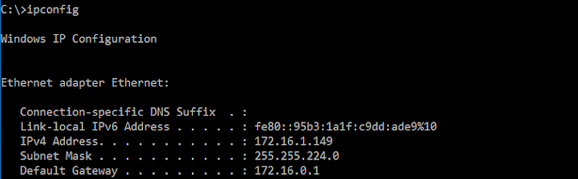 C:\>ipconfig
Windows IP Configuration
Ethernet adapter Ethernet:
Connection-specific DNS Suffix  . :
Link-local IPv6 Address . . . . . : fe80::95b3:1a1f:c9dd:ade9%10
IPv4 Address. . . . . . . . . . . : 172.16.1.149
Subnet Mask . . . . . . . . . . . : 255.255.224.0
Default Gateway . . . . . . . . . : 172.16.0.1